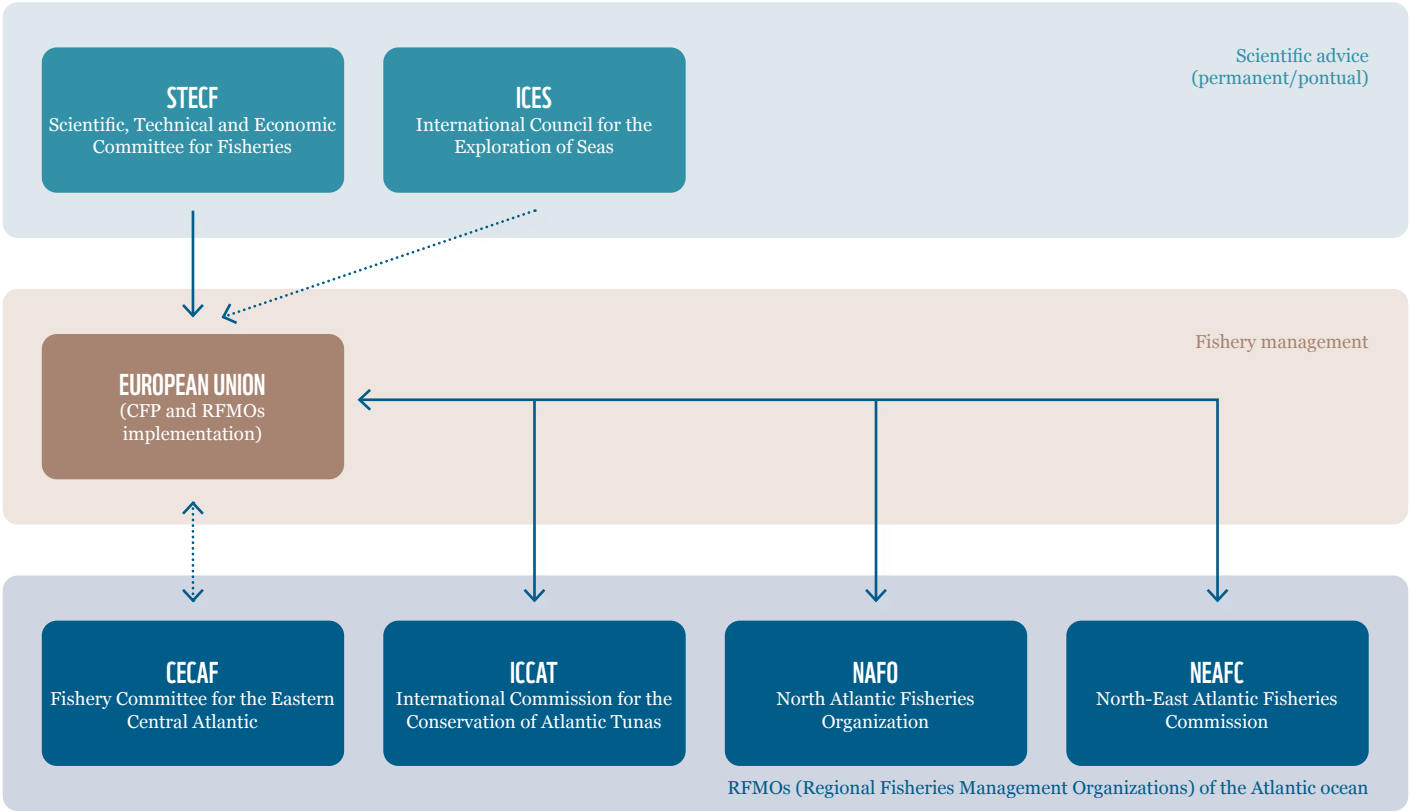 Scientific advice
(permanent/pontual)
STECF
Scientific, Technical and Economic
Committee for Fisheries
ICES
International Council for the
Exploration of Seas
Fishery management
EUROPEAN UNION
(CFP and RFMOs
implementation)
CECAF
Fishery Committee for the Eastern
Central Atlantic
ICCAT
International Commission for the
Conservation of Atlantic Tunas
NAFO
North Atlantic Fisheries
Organization
NEAFC
North-East Atlantic Fisheries
Commission
RFMOs (Regional Fisheries Management Organizations) of the Atlantic ocean